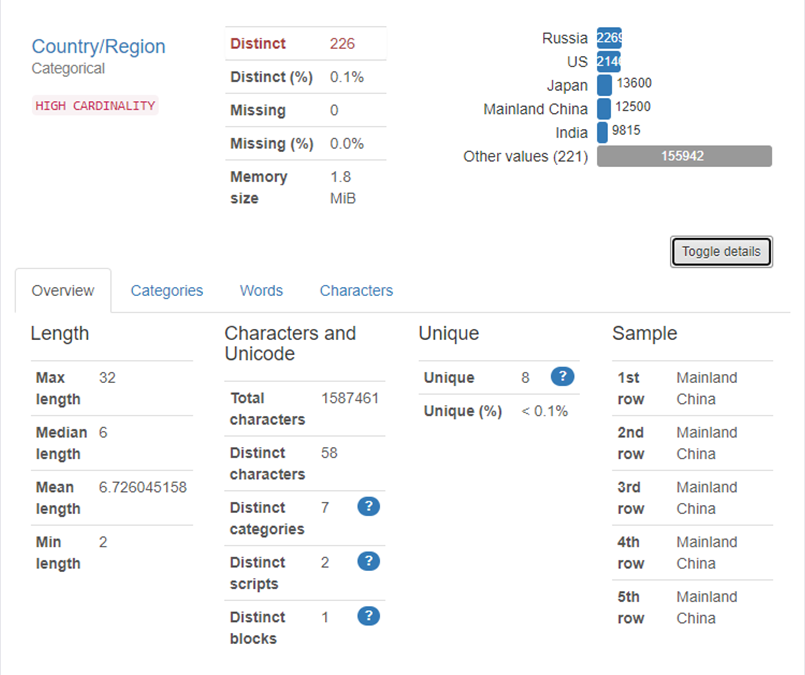 Country/Region
Categorical
HIGH CARDINALITY
Distinct 226
Distinct (%) 0.1%
Missing 0
Missing (%) 0.0%
Memory size 1.8 MiB
Russia 2269
US 214
Japan 13600
Mainland China 12500
India 9815
Other values (221) 155942
Toggle details
Overview Categories Words Characters
Length
Max length 32
Median length 6
Mean length 6.726045158
Min length 2
Characters and Unicode
Total characters 1587461
Distinct characters 58
Distinct categories 7 ?
Distinct scripts 2 ?
Distinct blocks 1 ?
Unique
Unique 8 ?
Unique (%) < 0.1%
Sample
1st row Mainland China
2nd row Mainland China
3rd row Mainland China
4th row Mainland China
5th row Mainland China